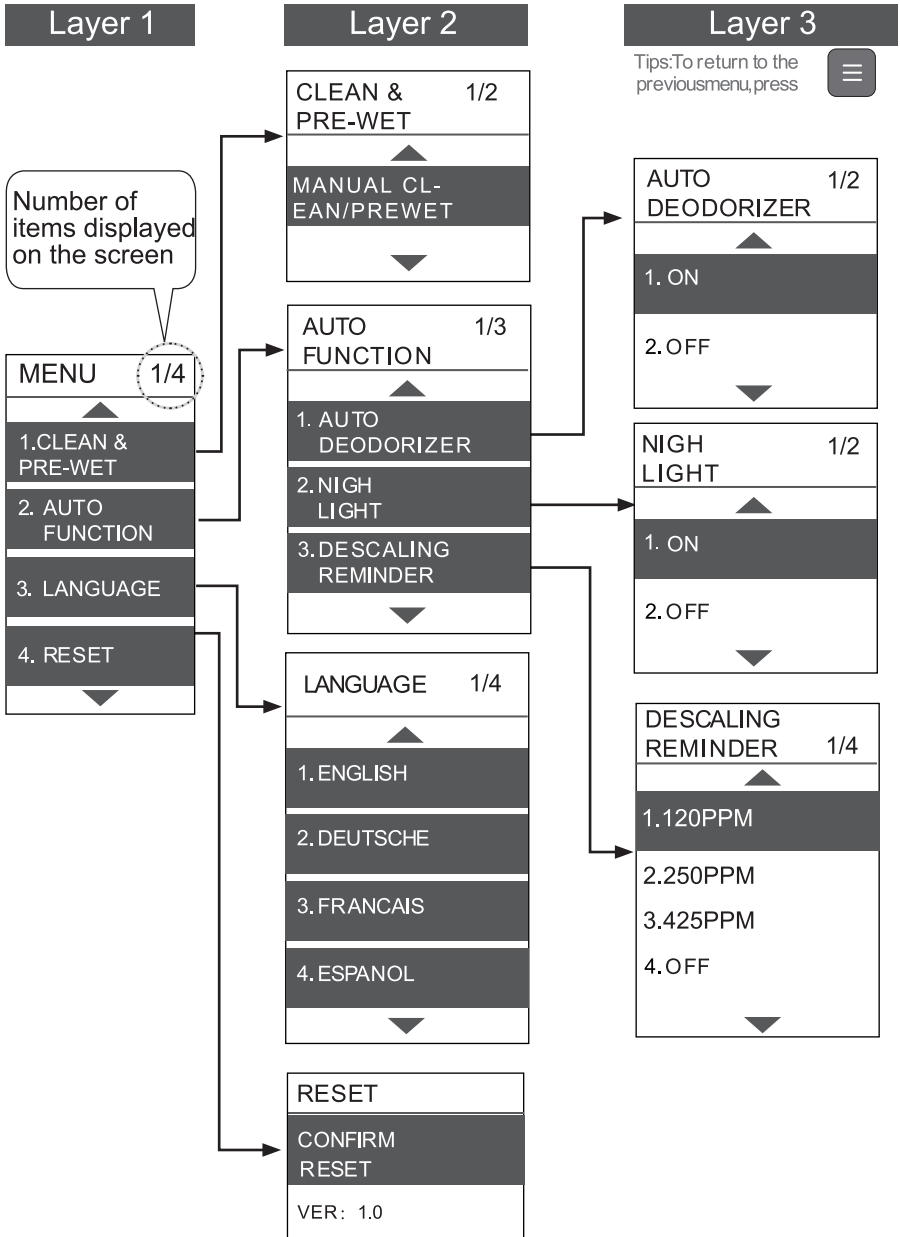 Layer 1
Layer 2
Layer 3
Tips:To return to the
previousmenu,press
Number of
items displayed
on the screen
MENU 1/4
1.CLEAN &
PRE-WET
2. AUTO
FUNCTION
3. LANGUAGE
4. RESET
CLEAN & 1/2
PRE-WET
MANUAL CL-
EAN/PREWET
AUTO 1/3
FUNCTION
1. AUTO
DEODORIZER
2. NIGH
LIGHT
3. DESCALING
REMINDER
LANGUAGE 1/4
1. ENGLISH
2. DEUTSCHE
3. FRANCAIS
4. ESPANOL
RESET
CONFIRM
RESET
VER: 1.0
AUTO 1/2
DEODORIZER
1. ON
2. OFF
NIGH 1/2
LIGHT
1. ON
2. OFF
DESCALING
REMINDER 1/4
1.120PPM
2.250PPM
3.425PPM
4.OFF